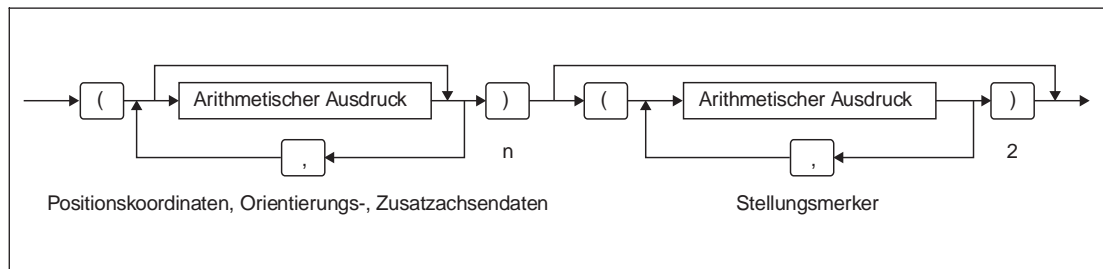 ( Arithmetischer Ausdruck ) ( Arithmetischer Ausdruck )
, n , 2
Positionskoordinaten, Orientierungs-, Zusatzachsendaten Stellungsmerker